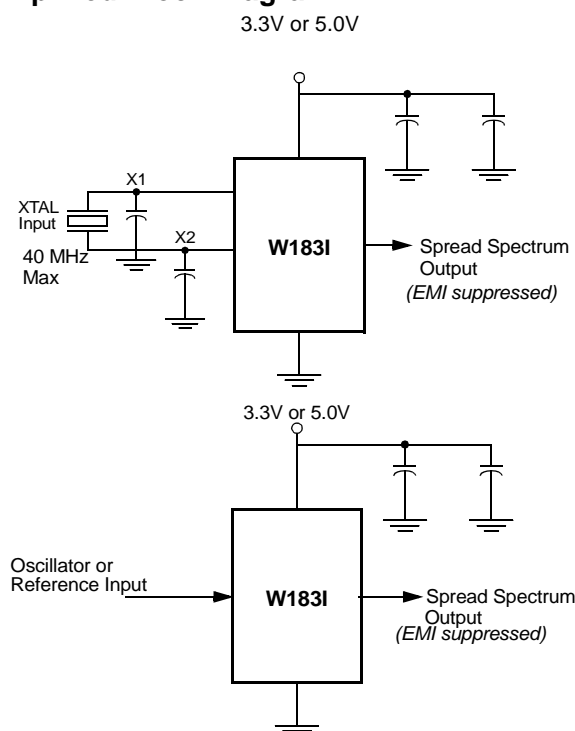 3.3V or 5.0V
X1
XTAL
Input
40 MHz
Max
X2
W183I
Spread Spectrum
Output
(EMI suppressed)
3.3V or 5.0V
Oscillator or
Reference Input
W183I
Spread Spectrum
Output
(EMI suppressed)